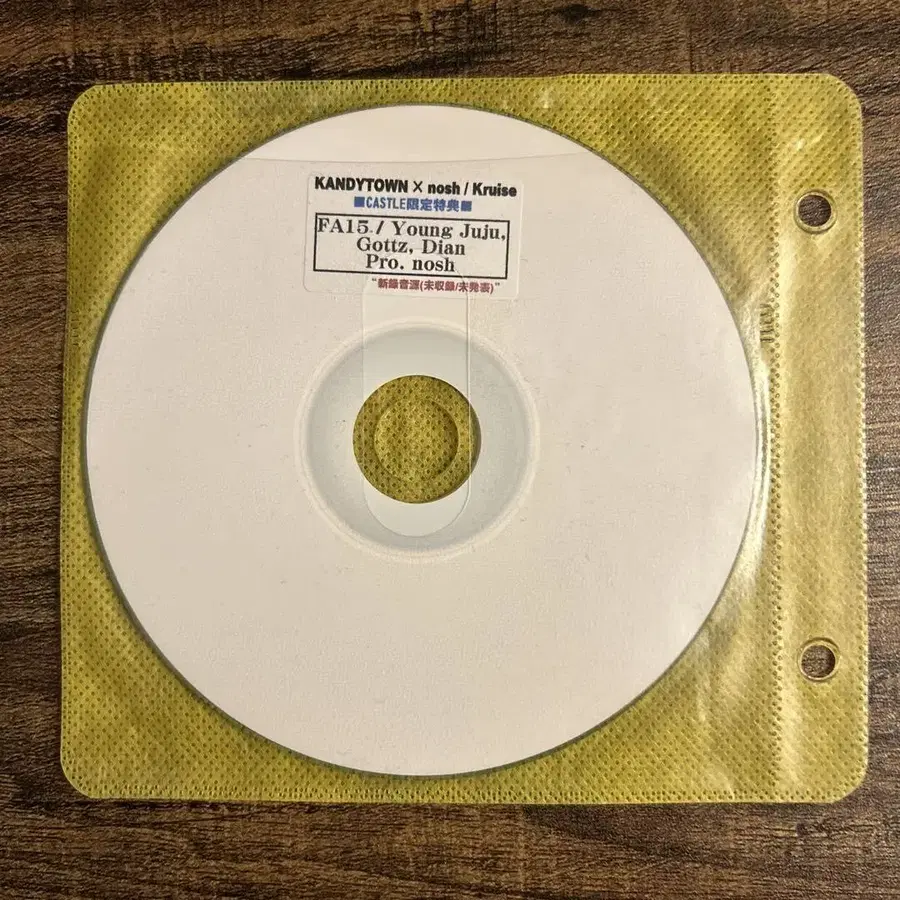 KANDYTOWN × nosh / Kruise
■CASTLE限定特典■
FA15 / Young Juju,
Gottz, Dian
Pro. nosh
"新録音源(未収録/未発表)"